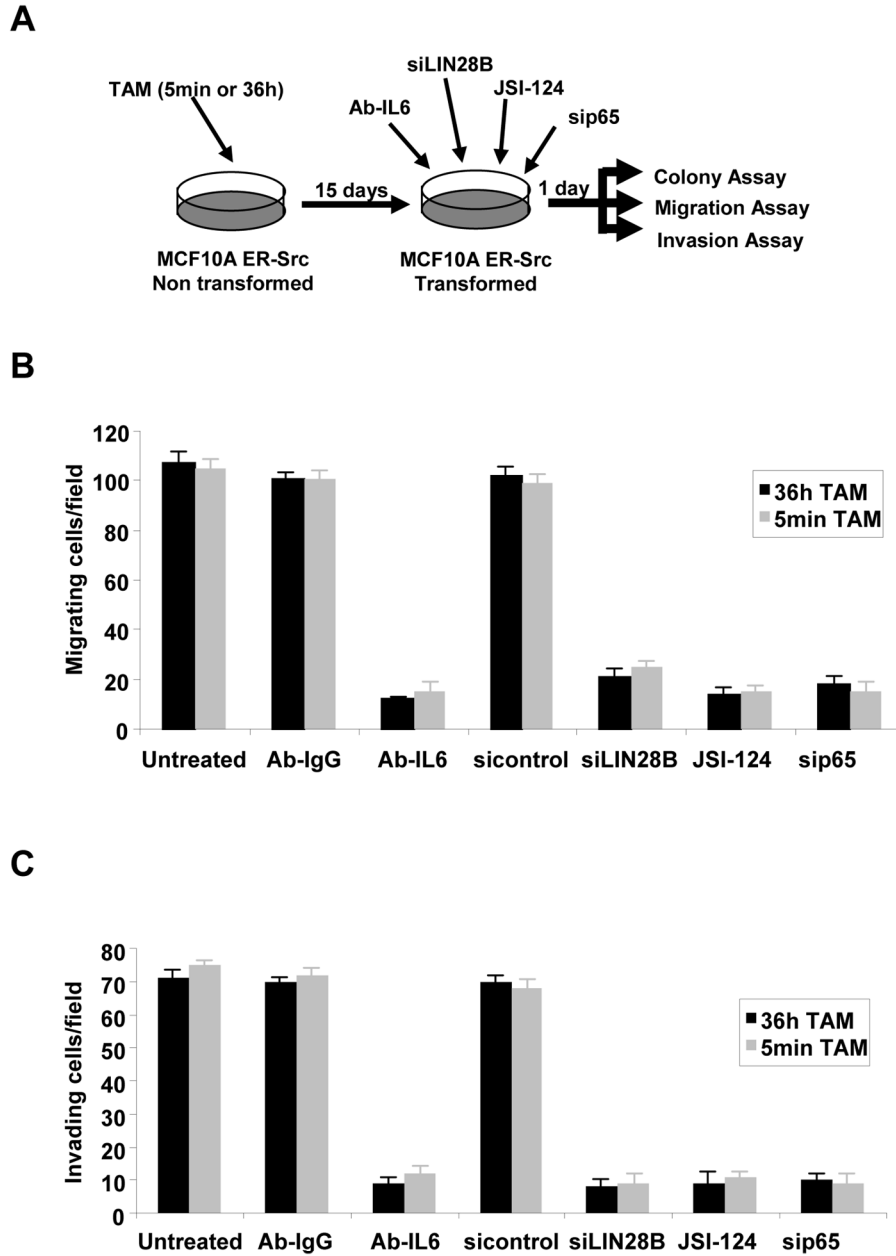 A
TAM (5min or 36h)
Ab-IL6
siLIN28B
JSI-124
sip65
15 days
1 day
Colony Assay
Migration Assay
Invasion Assay
MCF10A ER-Src
Non transformed
MCF10A ER-Src
Transformed
B
Migrating cells/field
120
100
80
60
40
20
0
36h TAM
5min TAM
Untreated Ab-IgG Ab-IL6 sicontrol siLIN28B JSI-124 sip65
C
Invading cells/field
80
70
60
50
40
30
20
10
0
36h TAM
5min TAM
Untreated Ab-IgG Ab-IL6 sicontrol siLIN28B JSI-124 sip65